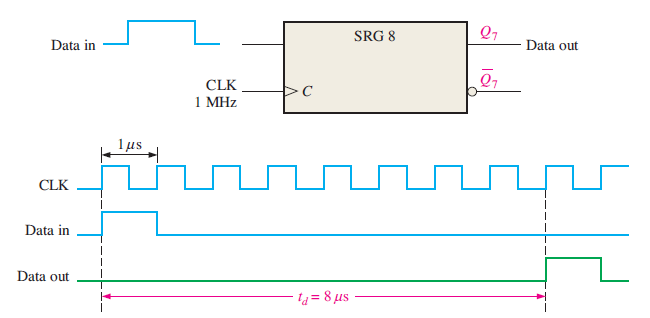 SRG 8
Q₇
Data in
Data out
Q̅₇
CLK
1 MHz
C
1 μs
CLK
Data in
Data out
t_d = 8 μs